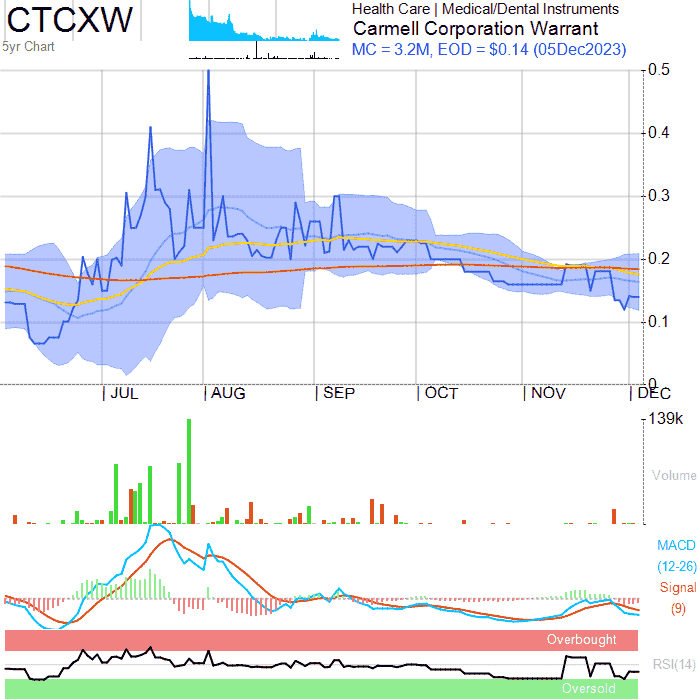 CTCXW
5yr Chart
Health Care | Medical/Dental Instruments
Carmell Corporation Warrant
MC = 3.2M, EOD = $0.14 (05Dec2023)
0.5
0.4
0.3
0.2
0.1
0
JUL AUG SEP OCT NOV DEC
139k
Volume
MACD
(12-26)
Signal
(9)
Overbought
RSI(14)
Oversold